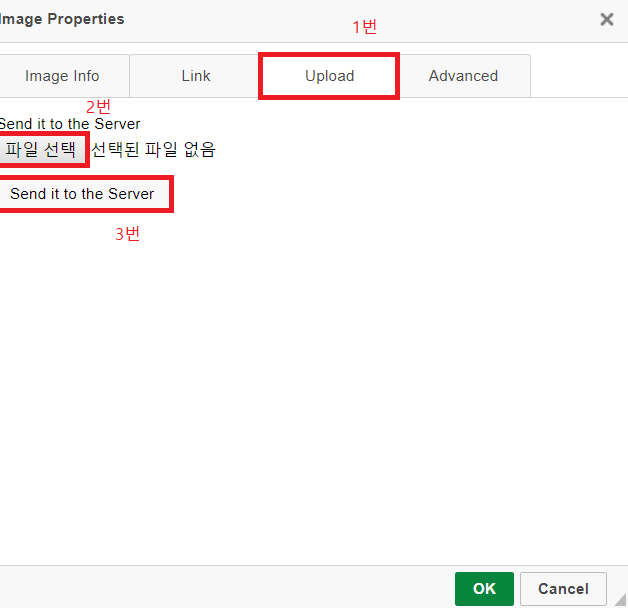 Image Properties
1번
Image Info
Link
Upload
Advanced
2번
Send it to the Server
파일 선택 선택된 파일 없음
Send it to the Server
3번
OK
Cancel